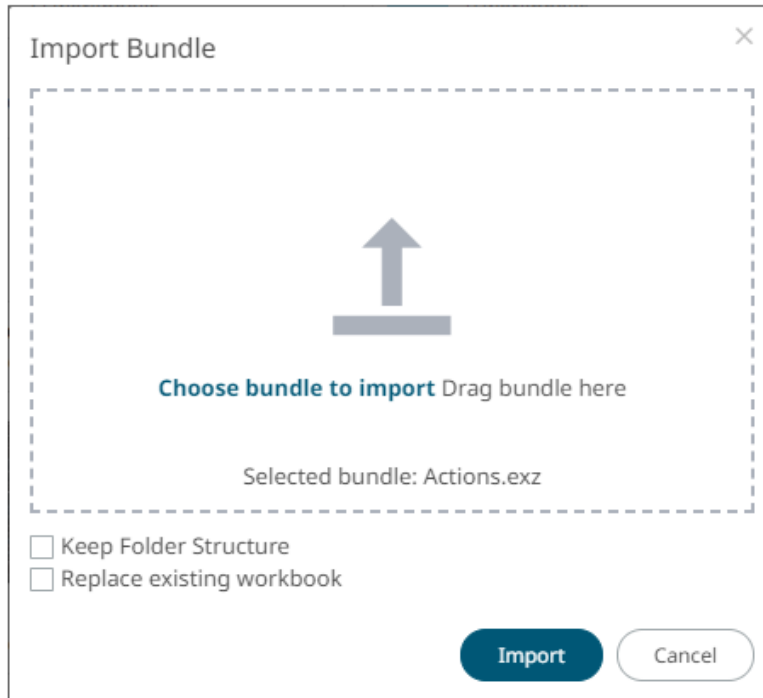 Import Bundle
Choose bundle to import Drag bundle here
Selected bundle: Actions.exz
Keep Folder Structure
Replace existing workbook
Import Cancel